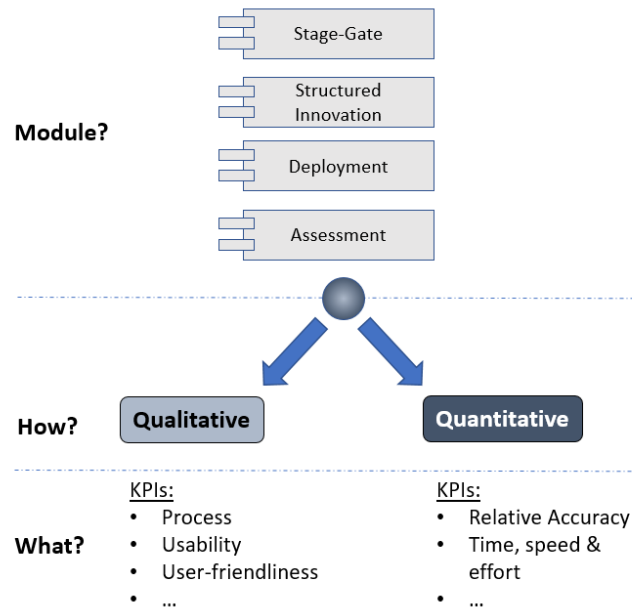 Stage-Gate
Structured
Innovation
Module?
Deployment
Assessment
How?
Qualitative
Quantitative
What?
KPIs:
• Process
• Usability
• User-friendliness
• ...
KPIs:
• Relative Accuracy
• Time, speed &
effort
• ...